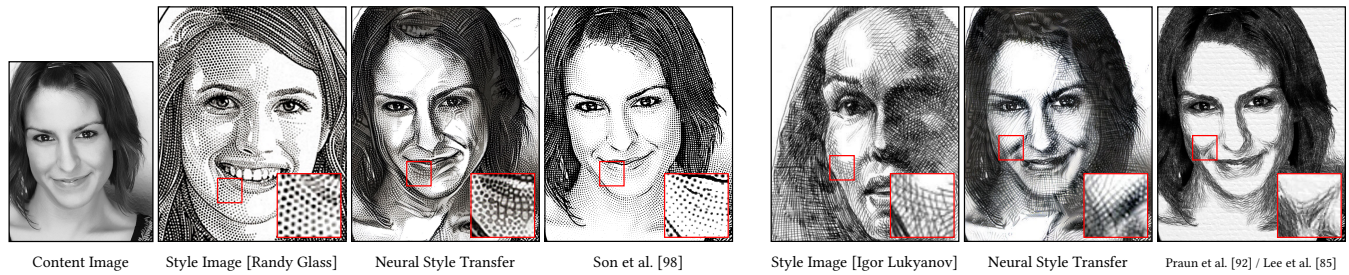 Content Image
Style Image [Randy Glass]
Neural Style Transfer
Son et al. [98]
Style Image [Igor Lukyanov]
Neural Style Transfer
Praun et al. [92] / Lee et al. [85]